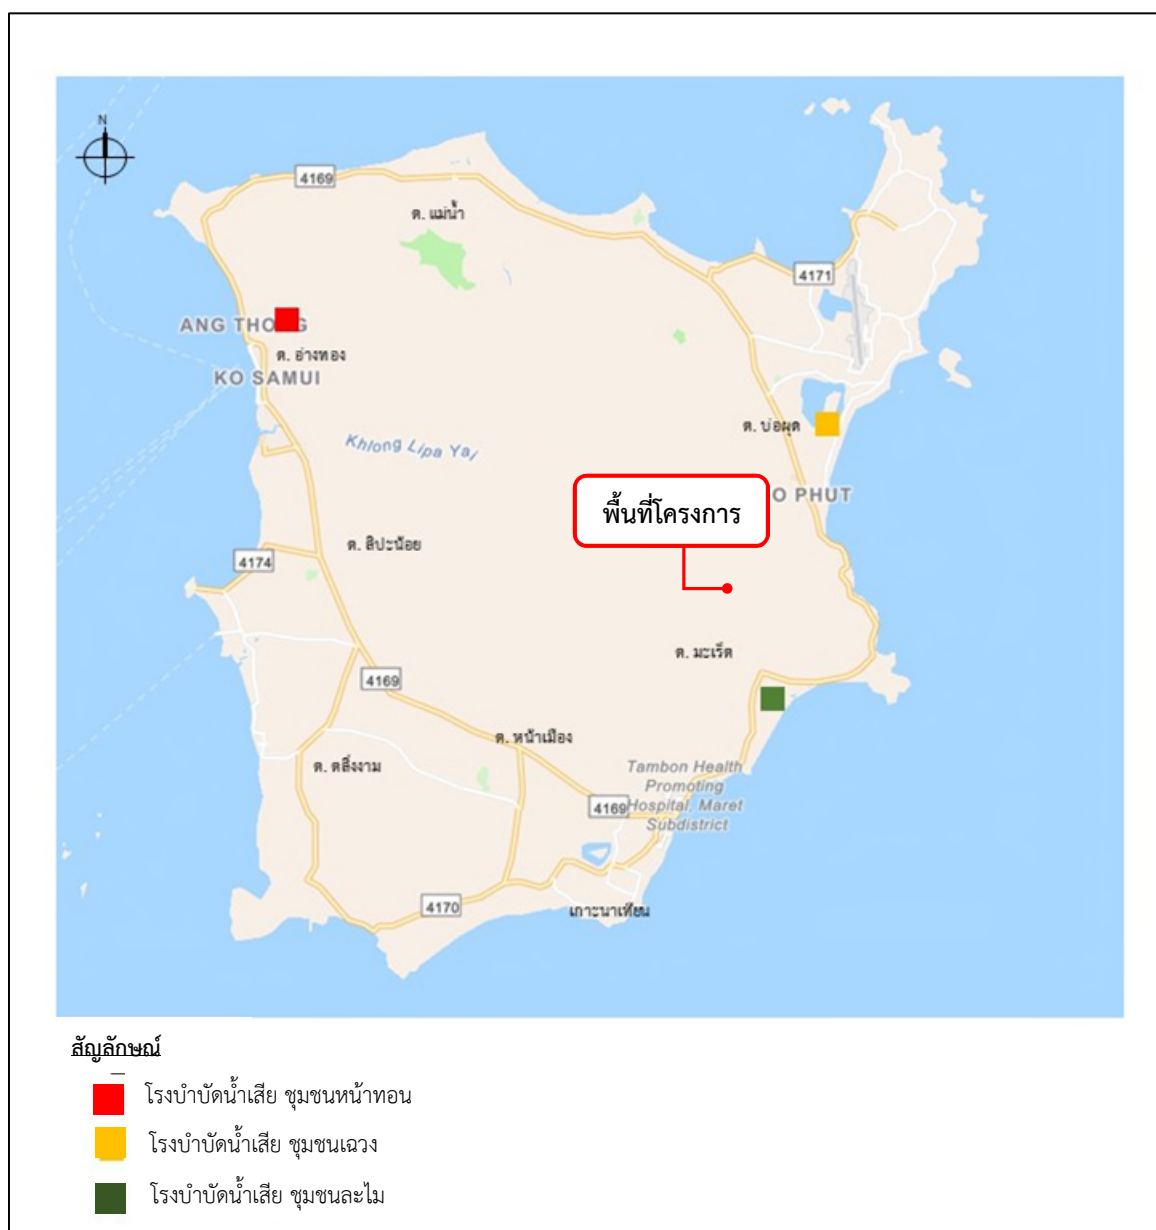 N
4169
ต. แม่น้ำ
4171
ANG THO G
ต. อ่างทอง
KO SAMUI
ต. บ่อผุด
Khlong Lipa Yai
O PHUT
พื้นที่โครงการ
ต. ลิปะน้อย
4174
ต. มะเร็ต
4169
ต. หน้าเมือง
ต. ตลิ่งงาม
Tambon Health
Promoting
Hospital, Maret
Subdistrict
4169
4170
เกาะนาเทียน
สัญลักษณ์
โรงบำบัดน้ำเสีย ชุมชนหน้าทอน
โรงบำบัดน้ำเสีย ชุมชนเฉวง
โรงบำบัดน้ำเสีย ชุมชนละไม